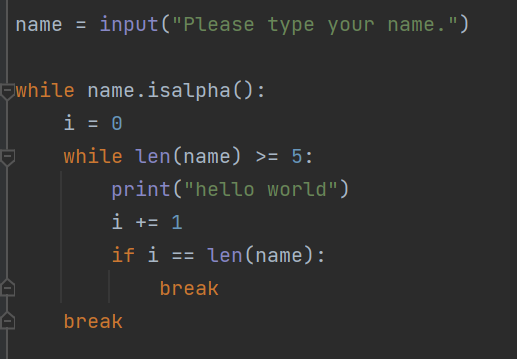 name = input("Please type your name.")
while name.isalpha():
    i = 0
    while len(name) >= 5:
        print("hello world")
        i += 1
        if i == len(name):
            break
    break